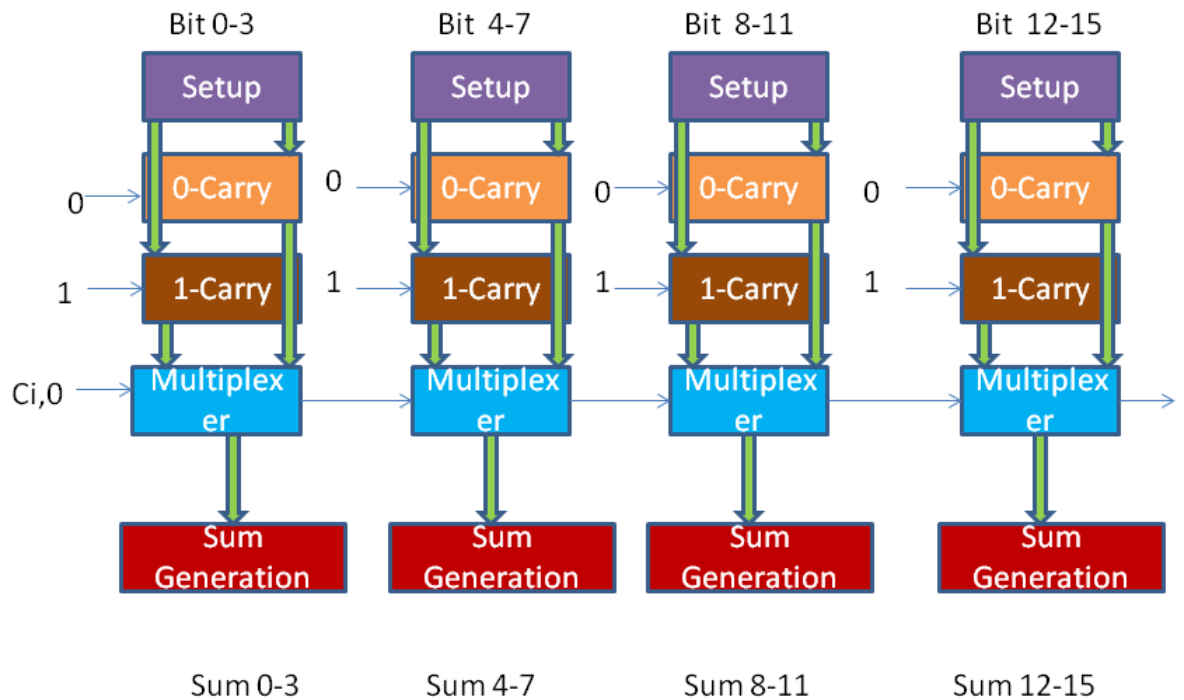 Bit 0-3 Bit 4-7 Bit 8-11 Bit 12-15
Setup Setup Setup Setup
0 0-Carry 0 0-Carry 0 0-Carry 0 0-Carry
1 1-Carry 1 1-Carry 1 1-Carry 1 1-Carry
Ci,0 Multiplex Multiplex Multiplex Multiplex
er er er er
Sum Sum Sum Sum
Generation Generation Generation Generation
Sum 0-3 Sum 4-7 Sum 8-11 Sum 12-15